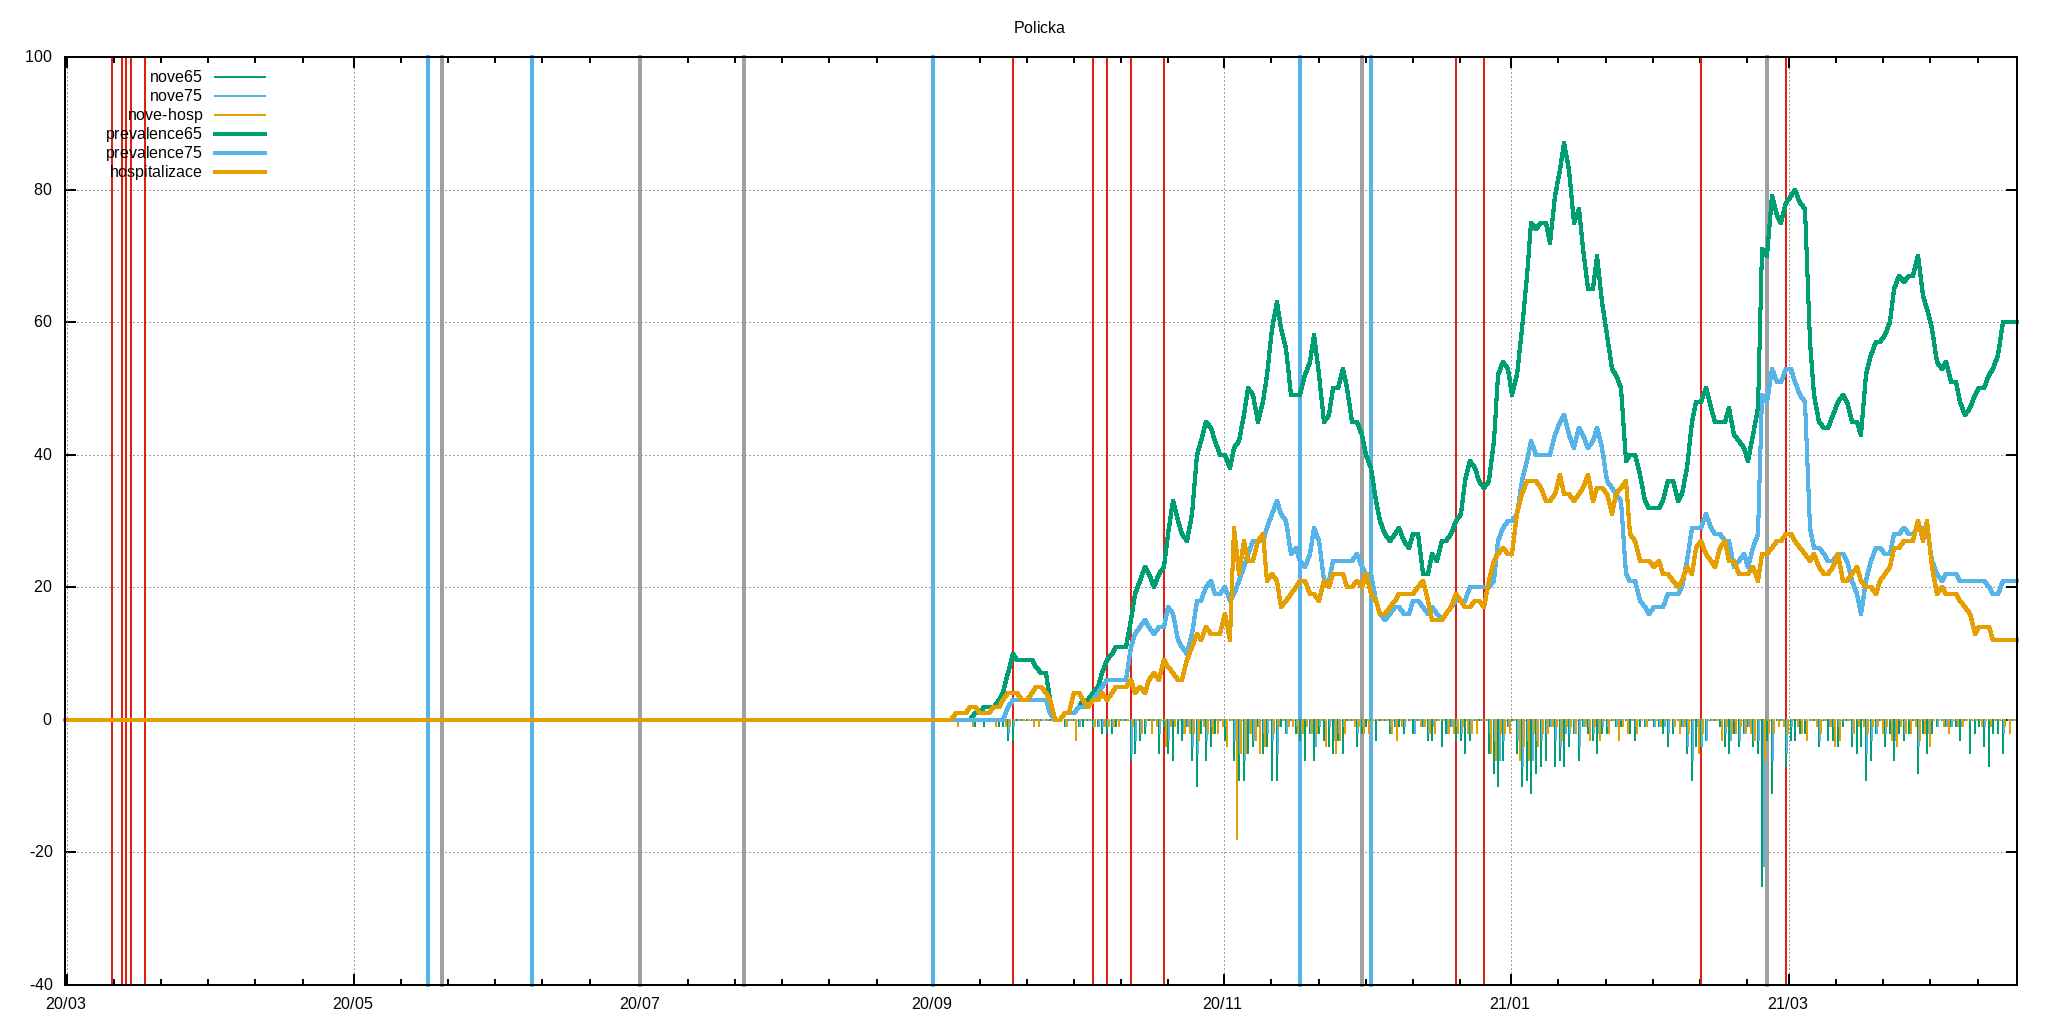 Policka
100
80
60
40
20
0
-20
-40
nove65
nove75
nove-hosp
prevalence65
prevalence75
hospitalizace
20/03 20/05 20/07 20/09 20/11 21/01 21/03